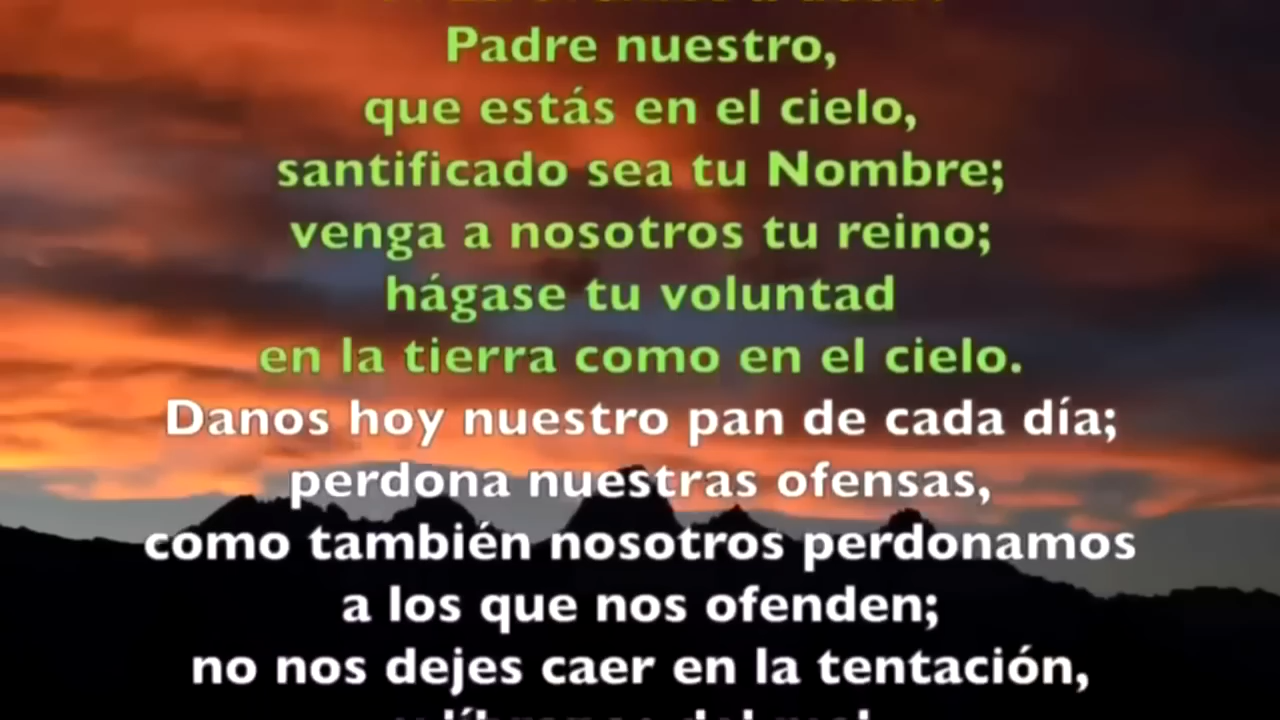 Padre nuestro,
que estás en el cielo,
santificado sea tu Nombre;
venga a nosotros tu reino;
hágase tu voluntad
en la tierra como en el cielo.
Danos hoy nuestro pan de cada día;
perdona nuestras ofensas,
como también nosotros perdonamos
a los que nos ofenden;
no nos dejes caer en la tentación,